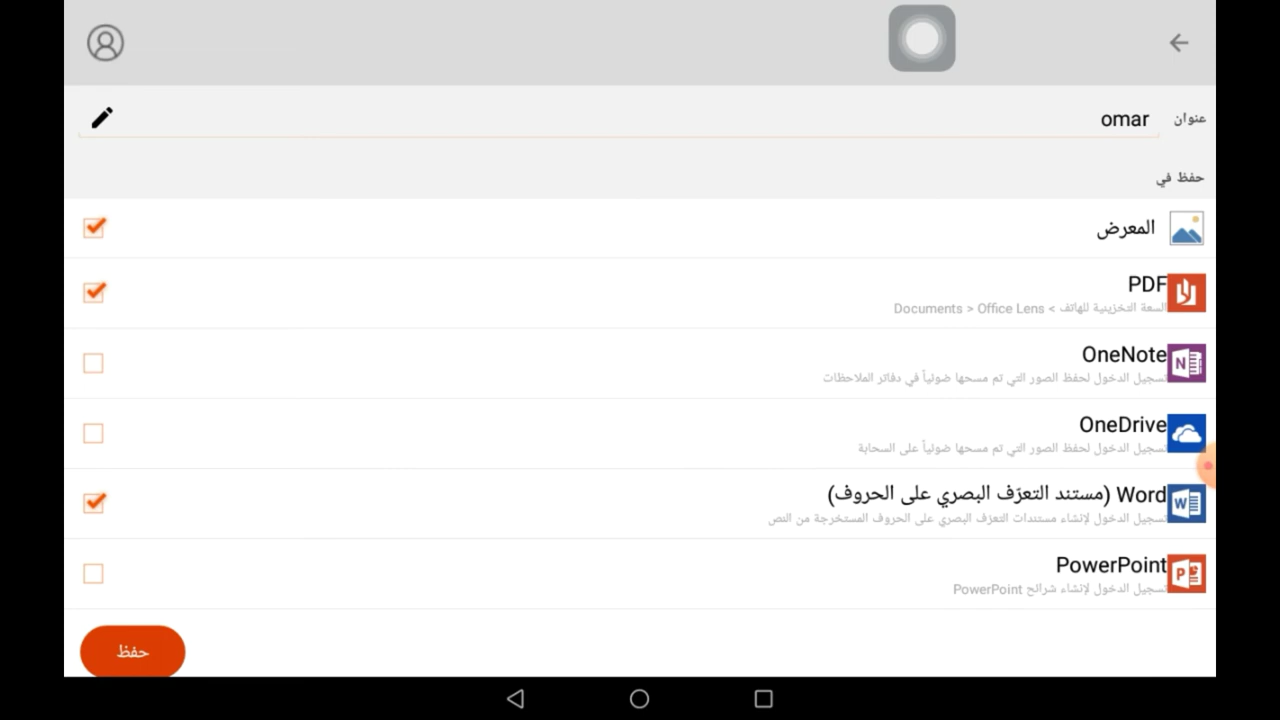 عنوان omar
حفظ في
المعرض
PDF
السعة التخزينية للهاتف > Documents > Office Lens
OneNote
تسجيل الدخول لحفظ الصور التي تم مسحها ضوئياً في دفاتر الملاحظات
OneDrive
تسجيل الدخول لحفظ الصور التي تم مسحها ضوئياً على السحابة
Word (مستند التعرّف البصري على الحروف)
تسجيل الدخول لإنشاء مستندات التعرف البصري على الحروف المستخرجة من النص
PowerPoint
تسجيل الدخول لإنشاء شرائح PowerPoint
حفظ